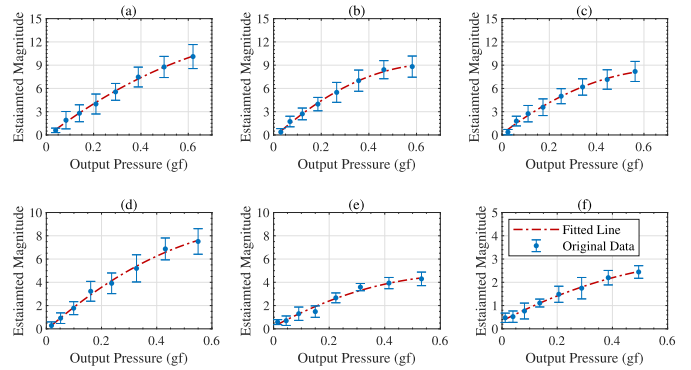 (a) (b) (c)
15 15 15
12 12 12
9 9 9
6 6 6
3 3 3
0 0 0
0 0.2 0.4 0.6 0 0.2 0.4 0.6 0 0.2 0.4 0.6
Estaiamted Magnitude Estaiamted Magnitude Estaiamted Magnitude
Output Pressure (gf) Output Pressure (gf) Output Pressure (gf)
(d) (e) (f)
10 10 5
8 8 4
6 6 3
4 4 2
2 2 1
0 0 0
0 0.2 0.4 0.6 0 0.2 0.4 0.6 0 0.2 0.4 0.6
Estaiamted Magnitude Estaiamted Magnitude Estaiamted Magnitude
Output Pressure (gf) Output Pressure (gf) Output Pressure (gf)
Fitted Line
Original Data